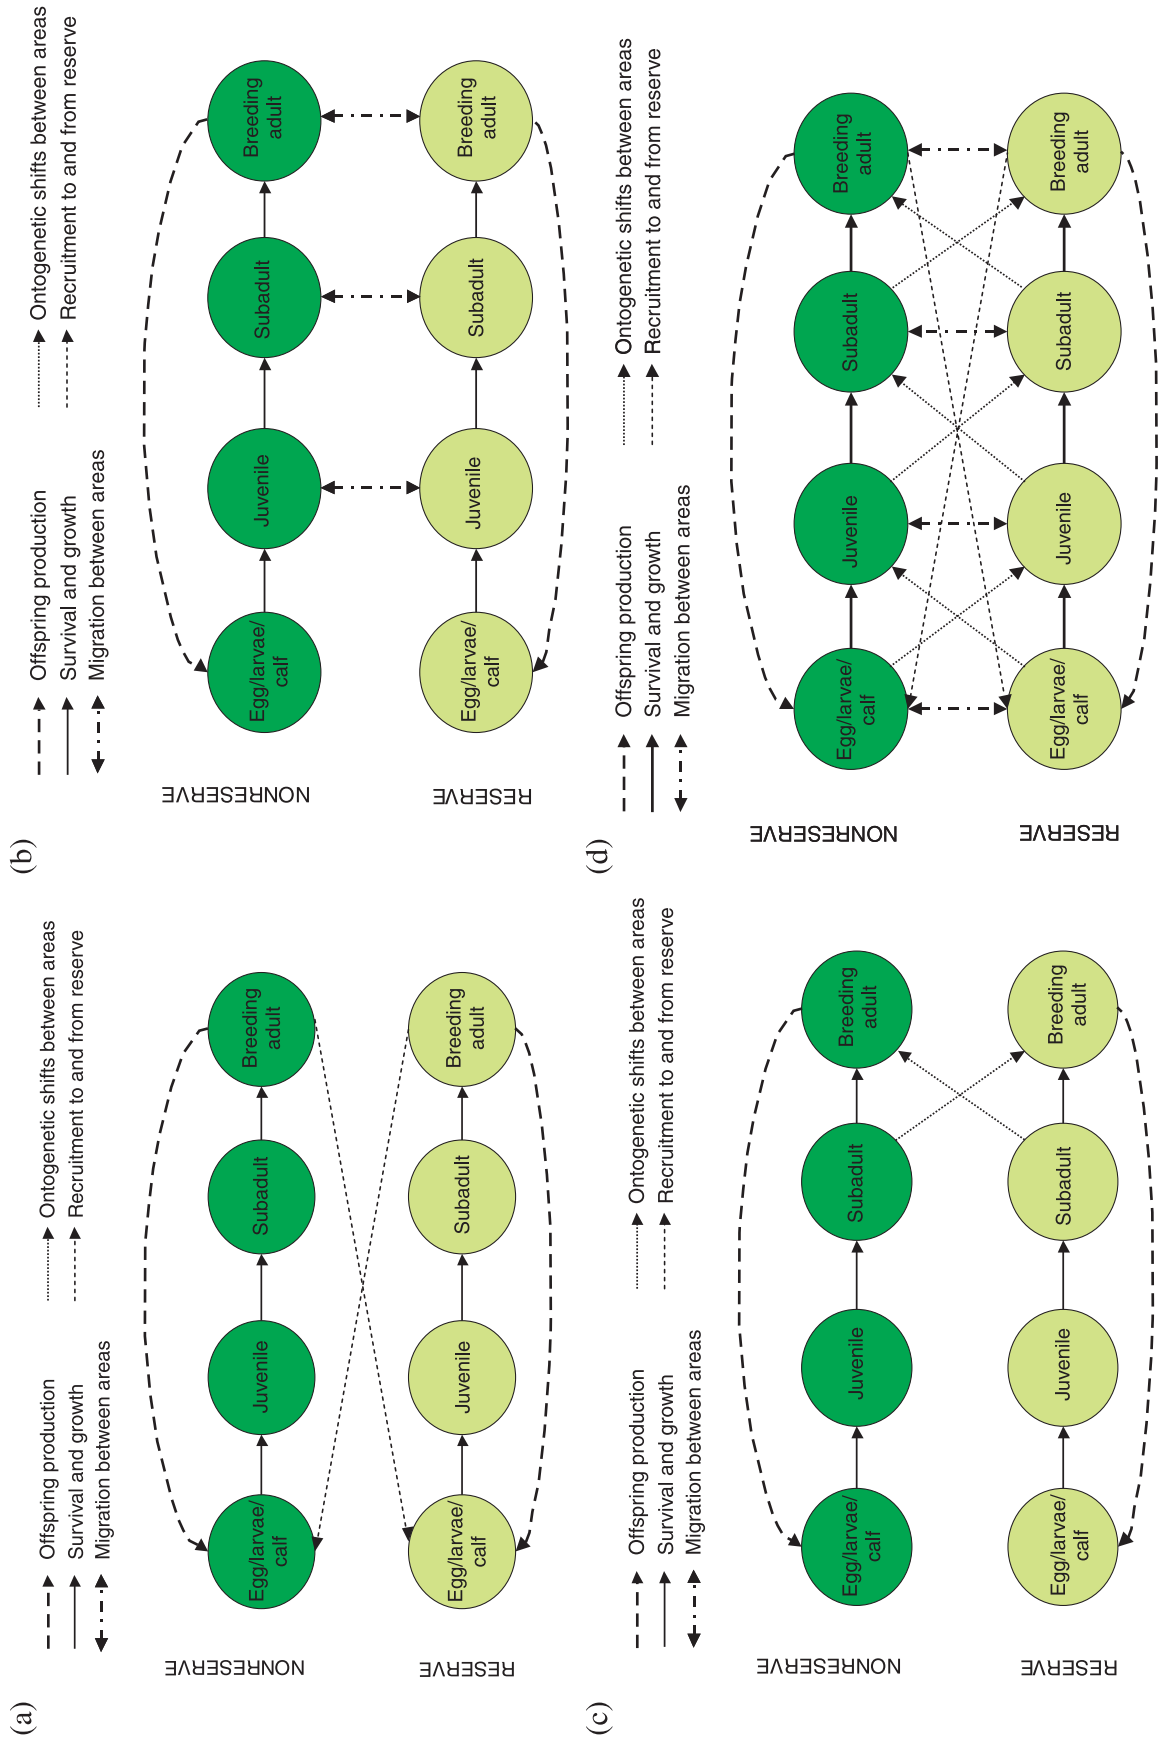 (a)
Offspring production
Survival and growth
Migration between areas
Ontogenetic shifts between areas
Recruitment to and from reserve
NONRESERVE
Egg/larvae/
calf
Juvenile
Subadult
Breeding
adult
RESERVE
Egg/larvae/
calf
Juvenile
Subadult
Breeding
adult
(b)
Offspring production
Survival and growth
Migration between areas
Ontogenetic shifts between areas
Recruitment to and from reserve
NONRESERVE
Egg/larvae/
calf
Juvenile
Subadult
Breeding
adult
RESERVE
Egg/larvae/
calf
Juvenile
Subadult
Breeding
adult
(c)
Offspring production
Survival and growth
Migration between areas
Ontogenetic shifts between areas
Recruitment to and from reserve
NONRESERVE
Egg/larvae/
calf
Juvenile
Subadult
Breeding
adult
RESERVE
Egg/larvae/
calf
Juvenile
Subadult
Breeding
adult
(d)
Offspring production
Survival and growth
Migration between areas
Ontogenetic shifts between areas
Recruitment to and from reserve
NONRESERVE
Egg/larvae/
calf
Juvenile
Subadult
Breeding
adult
RESERVE
Egg/larvae/
calf
Juvenile
Subadult
Breeding
adult